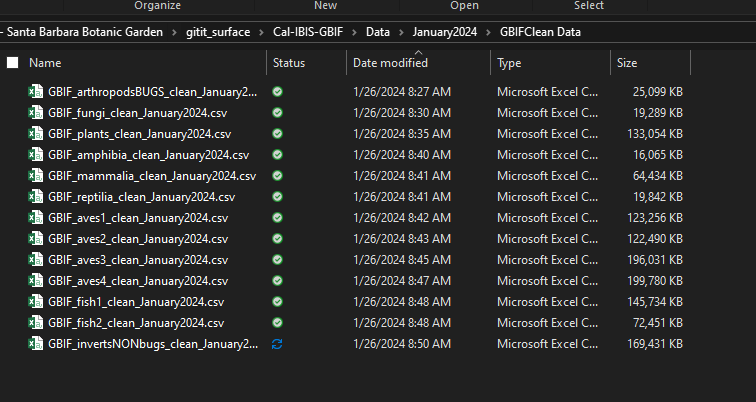 Organize New Open Select
- Santa Barbara Botanic Garden > gitit_surface > Cal-IBIS-GBIF > Data > January2024 > GBIFClean Data
Name Status Date modified Type Size
GBIF_arthropodsBUGS_clean_January2... 1/26/2024 8:27 AM Microsoft Excel C... 25,099 KB
GBIF_fungi_clean_January2024.csv 1/26/2024 8:30 AM Microsoft Excel C... 19,289 KB
GBIF_plants_clean_January2024.csv 1/26/2024 8:35 AM Microsoft Excel C... 133,054 KB
GBIF_amphibia_clean_January2024.csv 1/26/2024 8:40 AM Microsoft Excel C... 16,065 KB
GBIF_mammalia_clean_January2024.csv 1/26/2024 8:41 AM Microsoft Excel C... 64,434 KB
GBIF_reptilia_clean_January2024.csv 1/26/2024 8:41 AM Microsoft Excel C... 19,842 KB
GBIF_aves1_clean_January2024.csv 1/26/2024 8:42 AM Microsoft Excel C... 123,256 KB
GBIF_aves2_clean_January2024.csv 1/26/2024 8:43 AM Microsoft Excel C... 122,490 KB
GBIF_aves3_clean_January2024.csv 1/26/2024 8:45 AM Microsoft Excel C... 196,031 KB
GBIF_aves4_clean_January2024.csv 1/26/2024 8:47 AM Microsoft Excel C... 199,780 KB
GBIF_fish1_clean_January2024.csv 1/26/2024 8:48 AM Microsoft Excel C... 145,734 KB
GBIF_fish2_clean_January2024.csv 1/26/2024 8:48 AM Microsoft Excel C... 72,451 KB
GBIF_invertsNONbugs_clean_January2... 1/26/2024 8:50 AM Microsoft Excel C... 169,431 KB